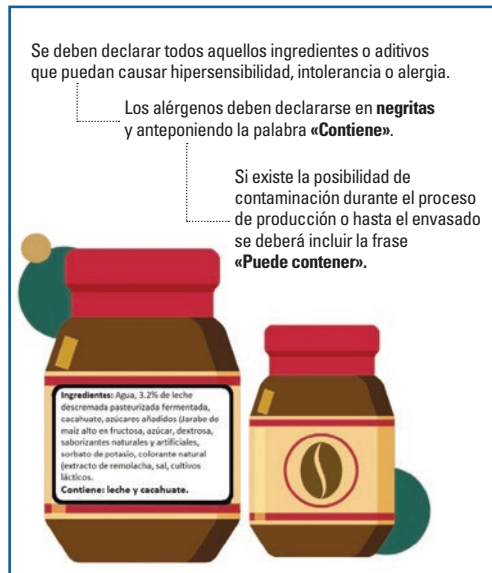 Se deben declarar todos aquellos ingredientes o aditivos
que puedan causar hipersensibilidad, intolerancia o alergia.
Los alérgenos deben declararse en negritas
y anteponiendo la palabra «Contiene».
Si existe la posibilidad de
contaminación durante el proceso
de producción o hasta el envasado
se deberá incluir la frase
«Puede contener».
Ingredientes: Agua, 3.2% de leche
descremada pasteurizada fermentada,
cacahuate, azúcares añadidos (Jarabe de
maíz alto en fructosa, azúcar, dextrosa,
saborizantes naturales y artificiales,
sorbato de potasio, colorante natural
(extracto de remolacha, sal, cultivos
lácticos.
Contiene: leche y cacahuate.